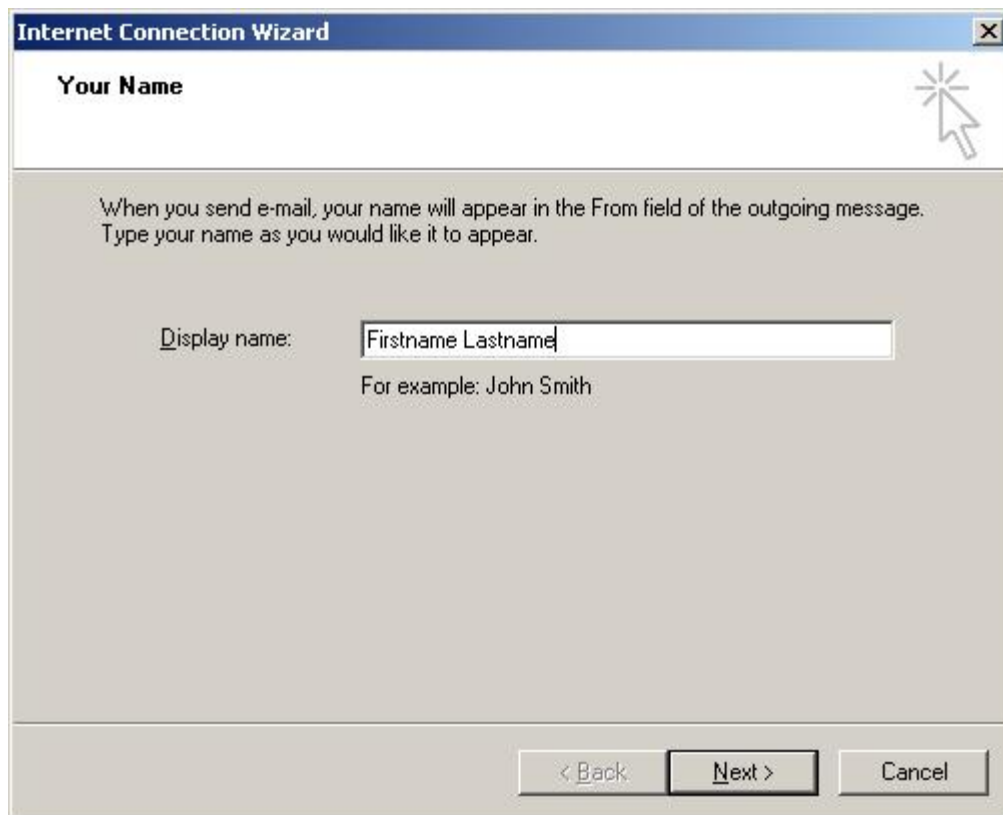 Internet Connection Wizard
Your Name
When you send e-mail, your name will appear in the From field of the outgoing message.
Type your name as you would like it to appear.
Display name: Firstname Lastname
For example: John Smith
< Back Next > Cancel